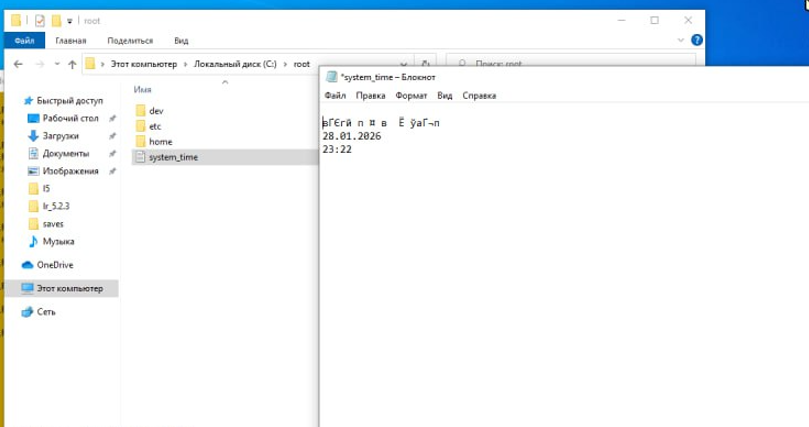 root
Файл
Главная
Поделиться
Вид
Этот компьютер > Локальный диск (C:) > root
Поиск: root
Имя
Быстрый доступ
Рабочий стол
Загрузки
Документы
Изображения
lr_5.2.3
saves
Музыка
OneDrive
Этот компьютер
Сеть
dev
etc
home
system_time
*system_time – Блокнот
Файл Правка Формат Вид Справка
28.01.2026
23:22